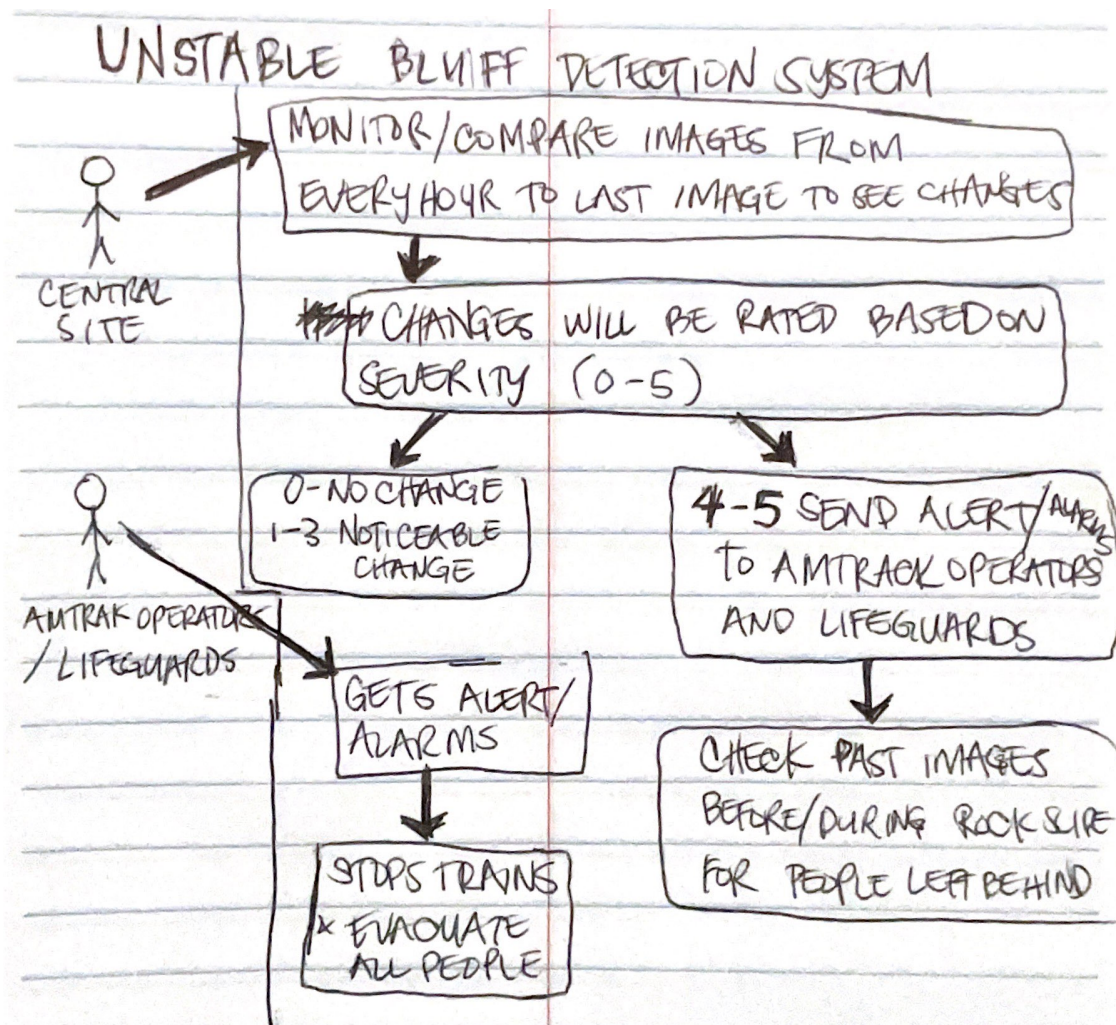 UNSTABLE BLUFF DETECTION SYSTEM
MONITOR/COMPARE IMAGES FROM
EVERY HOUR TO LAST IMAGE TO SEE CHANGES
CENTRAL
SITE
CHANGES WILL BE RATED BASED ON
SEVERITY (0-5)
0-NO CHANGE
1-3 NOTICEABLE
CHANGE
4-5 SEND ALERT/ALARMS
TO AMTRACK OPERATORS
AND LIFEGUARDS
AMTRAK OPERATORS
/LIFEGUARDS
GETS ALERT/
ALARMS
CHECK PAST IMAGES
BEFORE/DURING ROCKSLIDE
FOR PEOPLE LEFT BEHIND
STOPS TRAINS
* EVACUATE
ALL PEOPLE